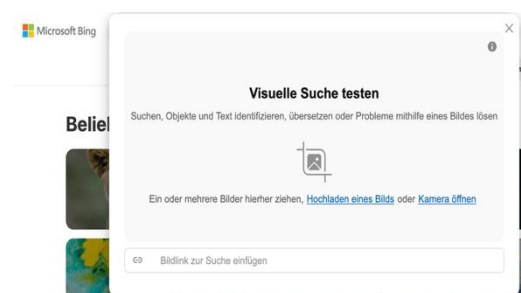 Microsoft Bing
Visuelle Suche testen
Suchen, Objekte und Text identifizieren, übersetzen oder Probleme mithilfe eines Bildes lösen
Ein oder mehrere Bilder hierher ziehen, Hochladen eines Bilds oder Kamera öffnen
Bildlink zur Suche einfügen